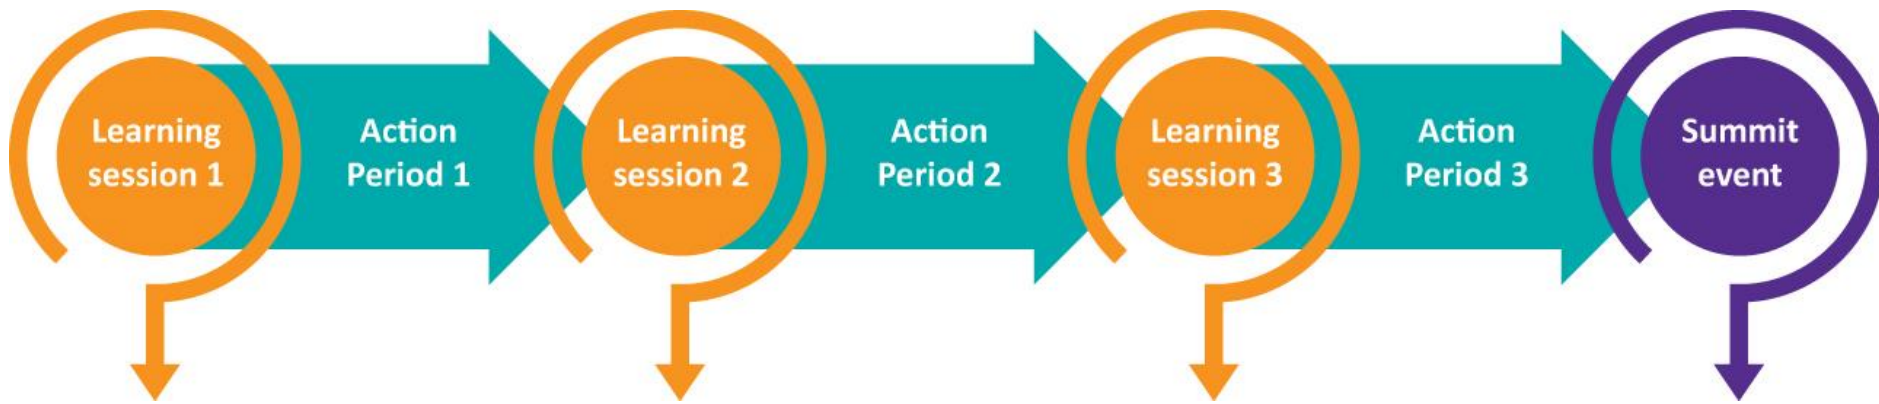 Learning
session 1
Action
Period 1
Learning
session 2
Action
Period 2
Learning
session 3
Action
Period 3
Summit
event